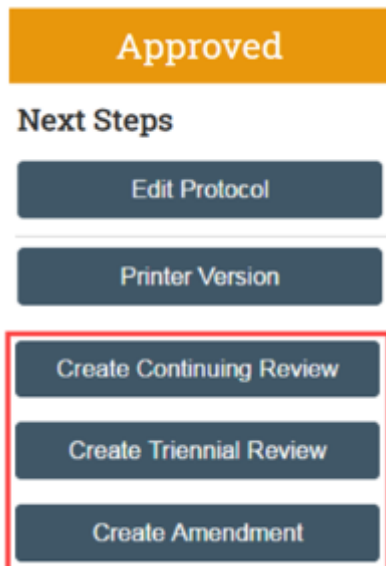 Approved
Next Steps
Edit Protocol
Printer Version
Create Continuing Review
Create Triennial Review
Create Amendment